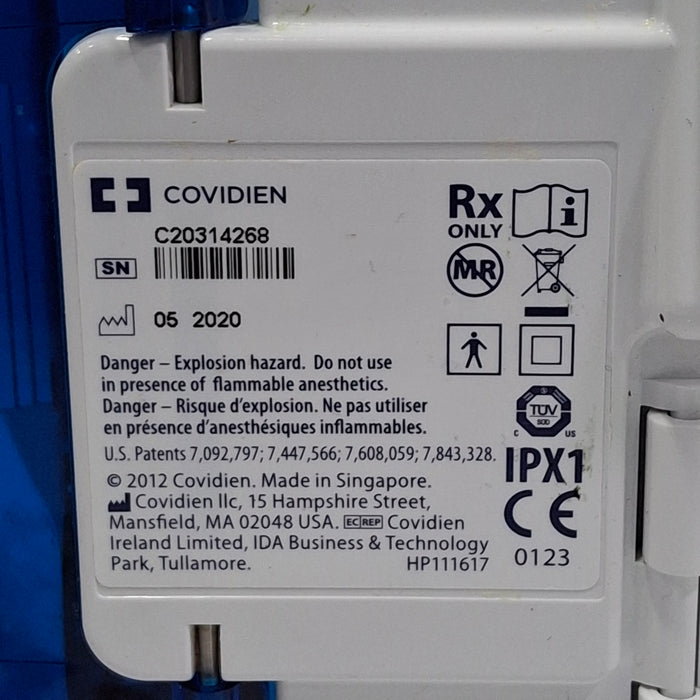 COVIDIEN
C20314268
SN
05 2020
Danger – Explosion hazard. Do not use
in presence of flammable anesthetics.
Danger – Risque d'explosion. Ne pas utiliser
en présence d'anesthésiques inflammables.
U.S. Patents 7,092,797; 7,447,566; 7,608,059; 7,843,328.
© 2012 Covidien. Made in Singapore.
Covidien llc, 15 Hampshire Street,
Mansfield, MA 02048 USA. EC REP Covidien
Ireland Limited, IDA Business & Technology
Park, Tullamore. HP111617
Rx
ONLY
i
MR
TÜV
SÜD
C US
IPX1
CE
0123